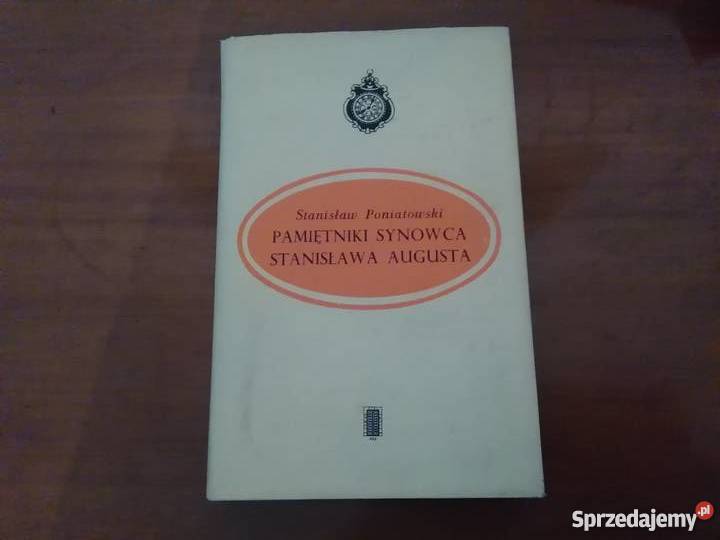 Stanisław Poniatowski
PAMIĘTNIKI SYNOWCA
STANISŁAWA AUGUSTA
Sprzedajemy.pl